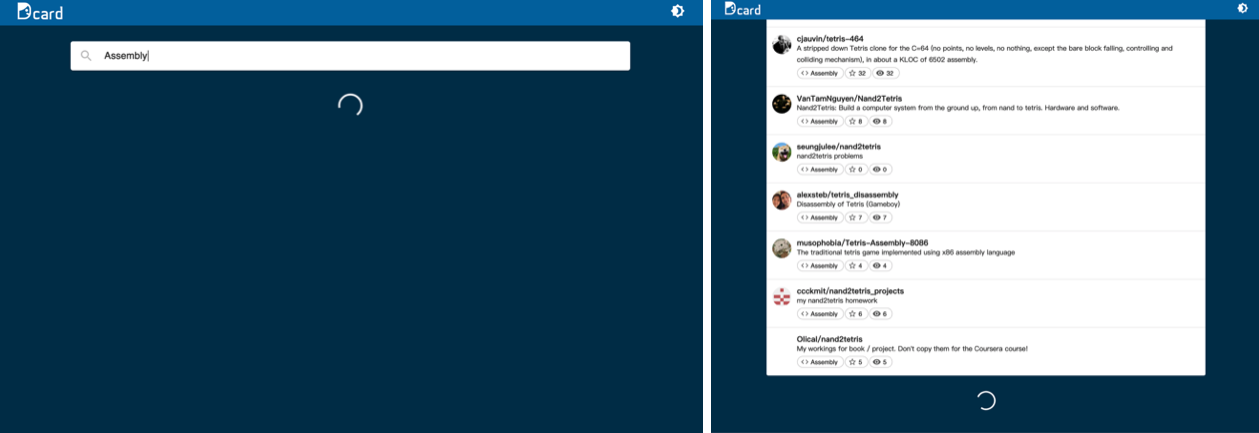 Dcard
Assembly
Dcard
cjauvin/tetris-464
A stripped down Tetris clone for the C=64 (no points, no levels, no nothing, except the bare block falling, controlling and
colliding mechanism), in about a KLOC of 6502 assembly.
<> Assembly 32 32
VanTamNguyen/Nand2Tetris
Nand2Tetris: Build a computer system from the ground up, from nand to tetris. Hardware and software.
<> Assembly 8 8
seungjulee/nand2tetris
nand2tetris problems
<> Assembly 0 0
alexsteb/tetris_disassembly
Disassembly of Tetris (Gameboy)
<> Assembly 7 7
musophobia/Tetris-Assembly-8086
The traditional tetris game implemented using x86 assembly language
<> Assembly 4 4
ccckmit/nand2tetris_projects
my nand2tetris homework
<> Assembly 6 6
Olical/nand2tetris
My workings for book / project. Don't copy them for the Coursera course!
<> Assembly 5 5